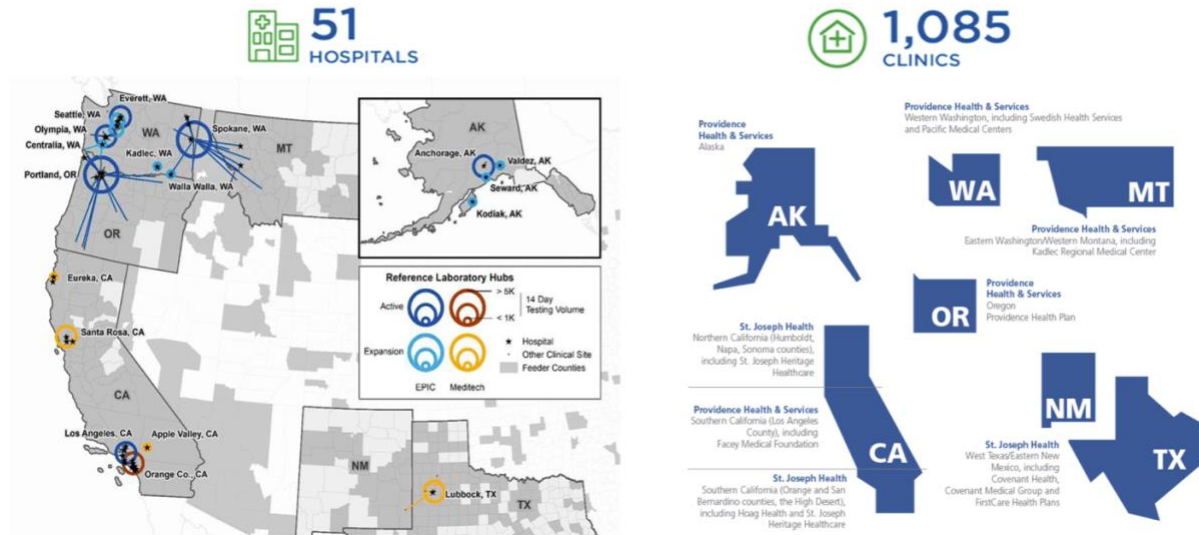 51
HOSPITALS
Everett, WA
Seattle, WA
Olympia, WA
Centralia, WA
WA
Spokane, WA
Kadlec, WA
MT
Portland, OR
Walla Walla, WA
OR
Eureka, CA
Santa Rosa, CA
CA
Los Angeles, CA
Apple Valley, CA
Orange Co., CA
NM
Lubbock, TX
TX
AK
Anchorage, AK
Valdez, AK
Seward, AK
Kodiak, AK
Reference Laboratory Hubs
Active
> 5K
14 Day
Testing Volume
< 1K
Expansion
Hospital
Other Clinical Site
Feeder Counties
EPIC
Meditech
1,085
CLINICS
Providence
Health & Services
Alaska
AK
Providence Health & Services
Western Washington, including Swedish Health Services
and Pacific Medical Centers
WA
MT
Providence Health & Services
Eastern Washington/Western Montana, including
Kadlec Regional Medical Center
OR
Providence
Health & Services
Oregon
Providence Health Plan
St. Joseph Health
Northern California (Humboldt,
Napa, Sonoma counties),
including St. Joseph Heritage
Healthcare
Providence Health & Services
Southern California (Los Angeles
County), including
Facey Medical Foundation
CA
St. Joseph Health
Southern California (Orange and San
Bernardino counties, the High Desert),
including Hoag Health and St. Joseph
Heritage Healthcare
NM
St. Joseph Health
West Texas/Eastern New
Mexico, including
Covenant Health,
Covenant Medical Group and
FirstCare Health Plans
TX